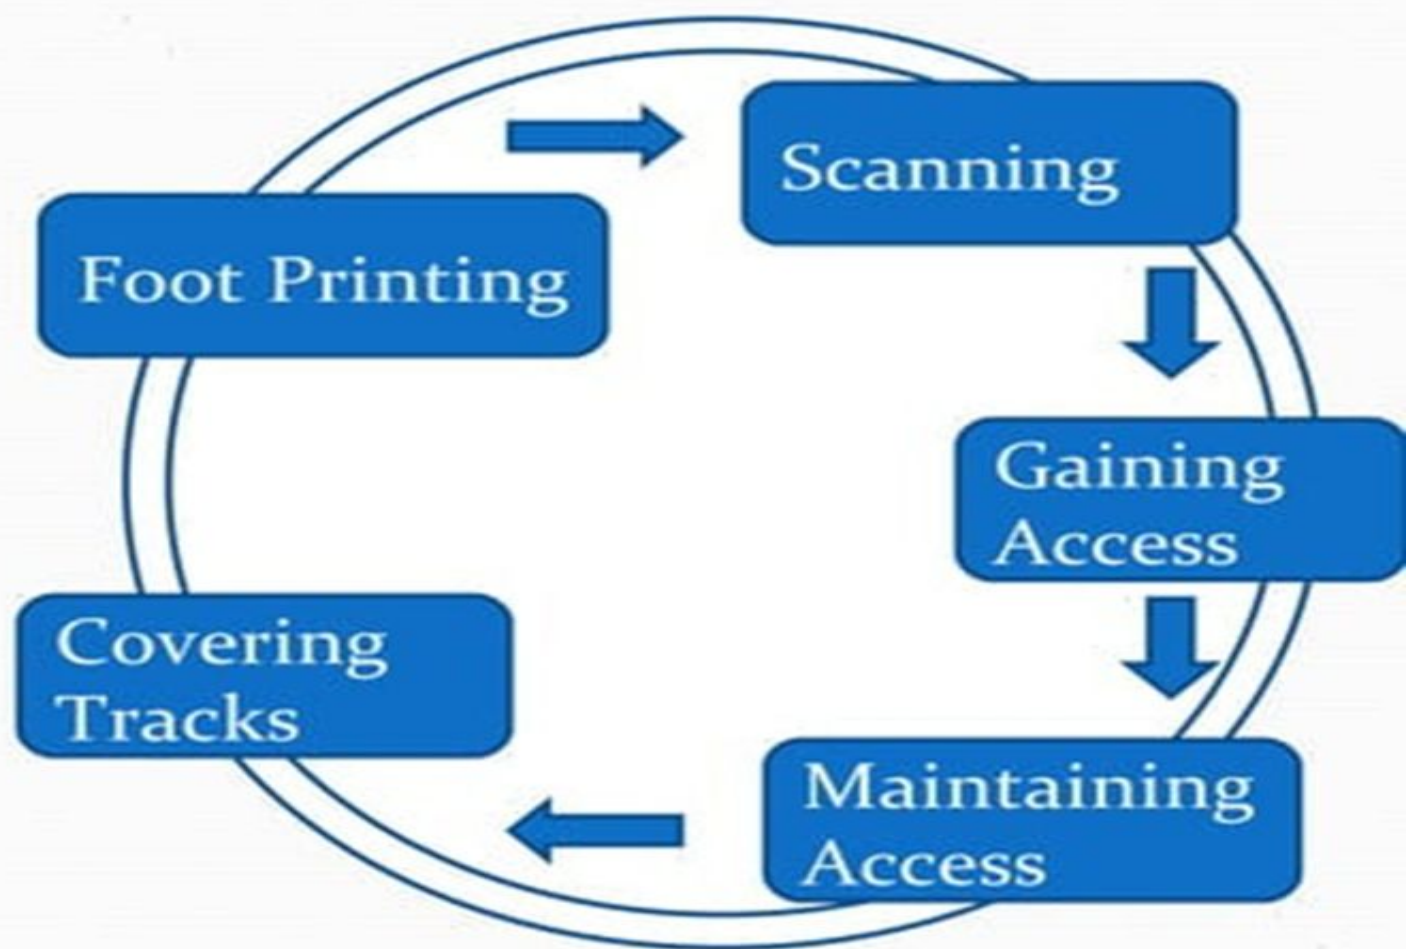 Foot Printing
Scanning
Gaining
Access
Maintaining
Access
Covering
Tracks